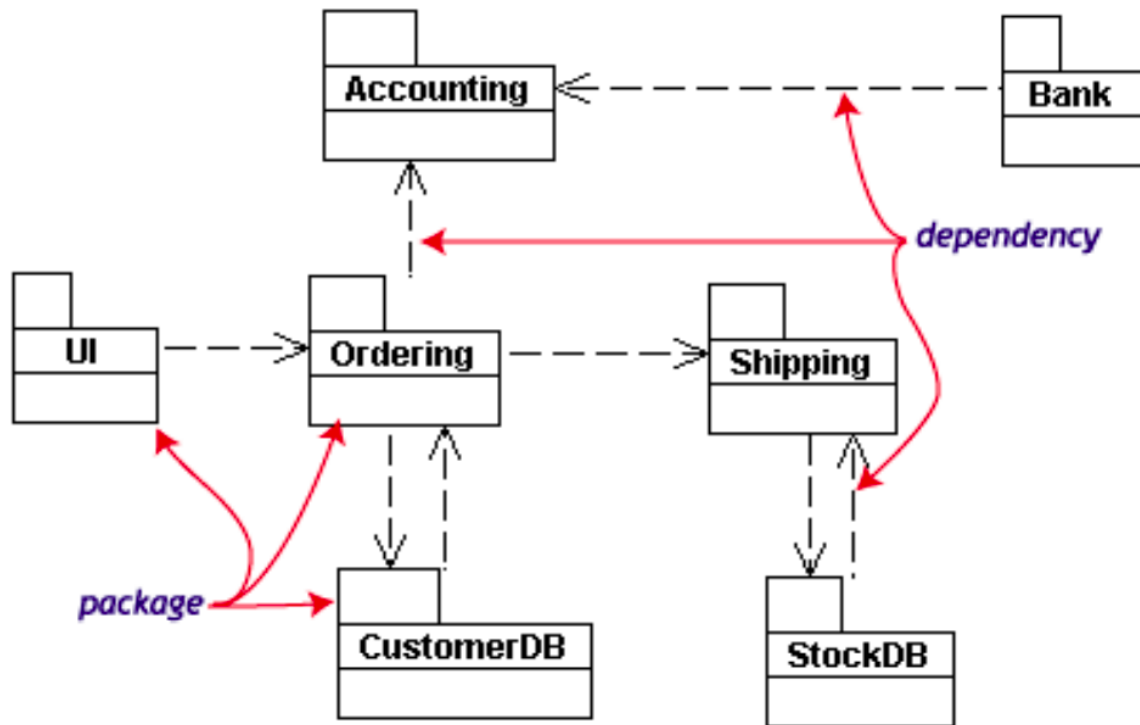 Accounting
Bank
dependency
UI
Ordering
Shipping
package
CustomerDB
StockDB